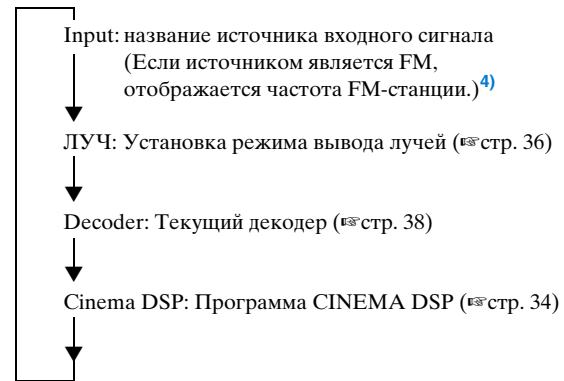 Input: название источника входного сигнала
(Если источником является FM,
отображается частота FM-станции.)4)
ЛУЧ: Установка режима вывода лучей (☞стр. 36)
Decoder: Текущий декодер (☞стр. 38)
Cinema DSP: Программа CINEMA DSP (☞стр. 34)